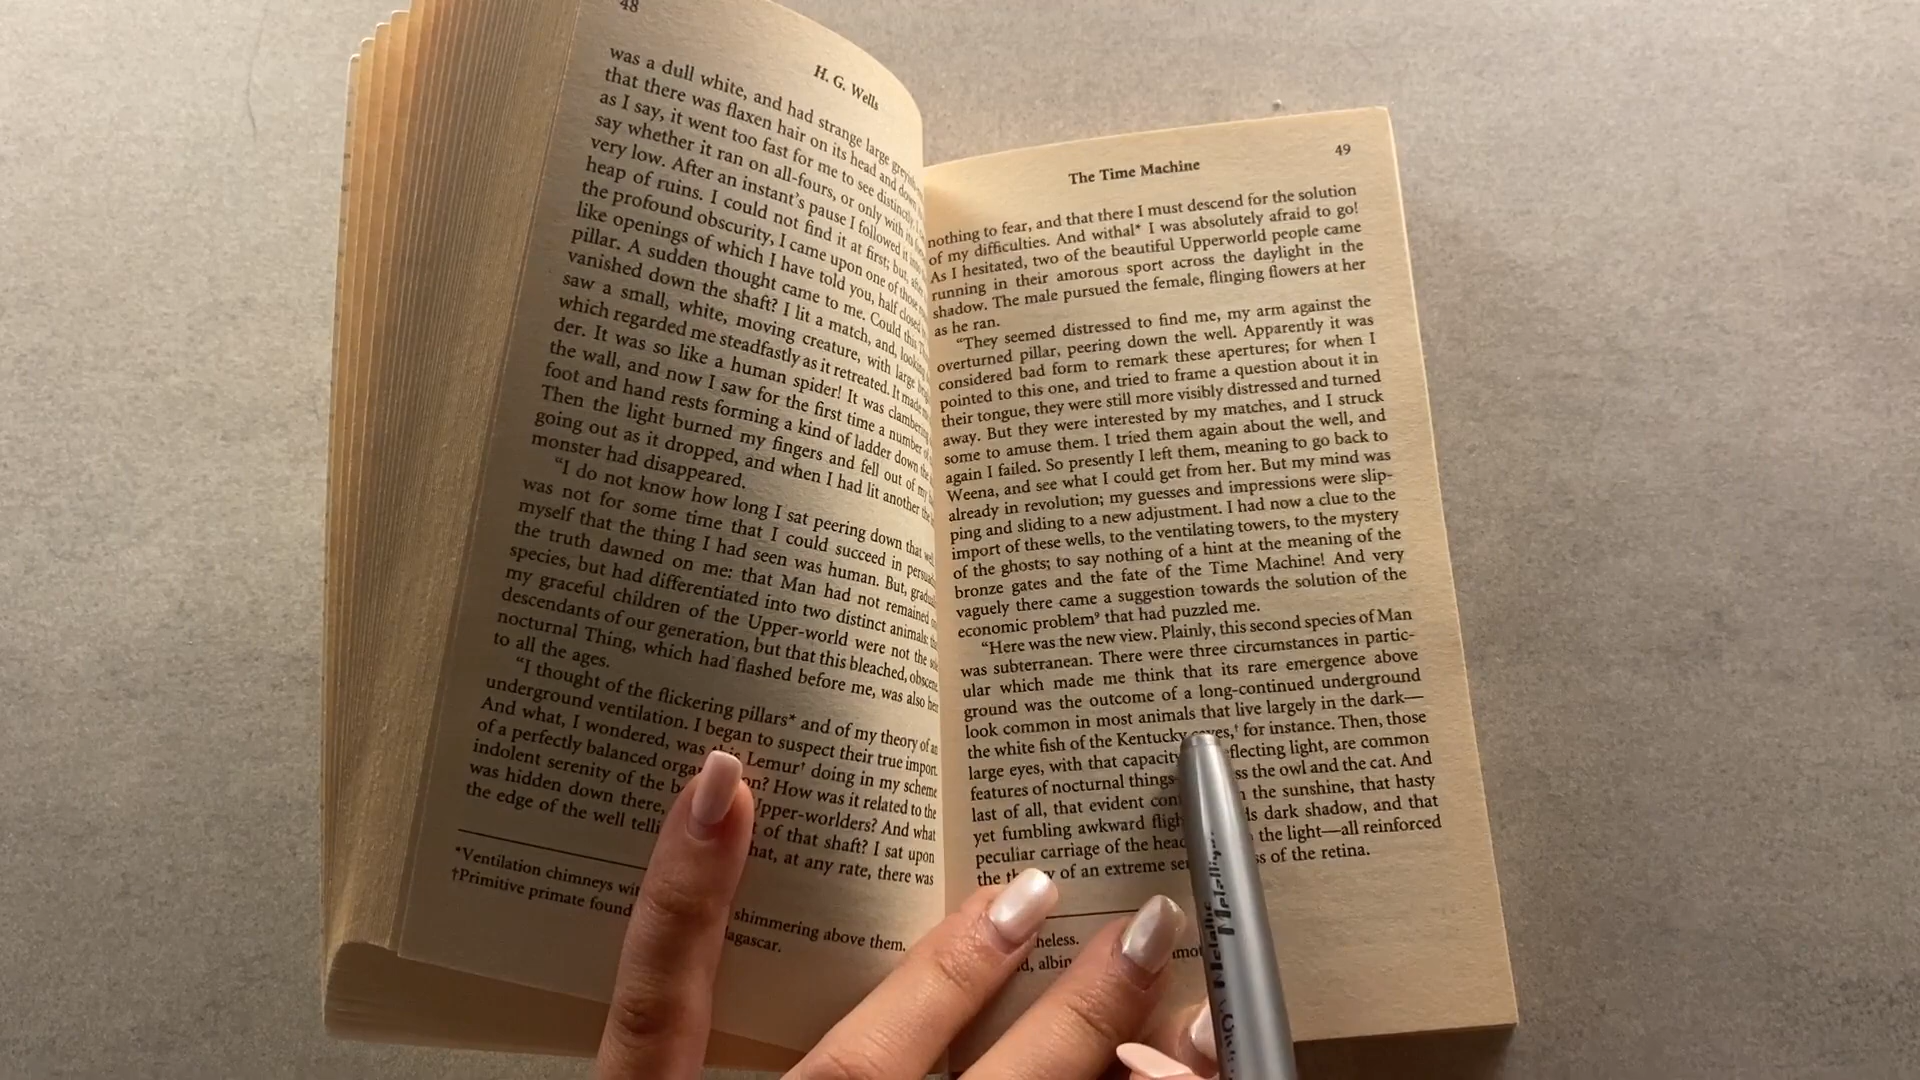 48
H. G. Wells
was a dull white, and had strange large greyish
that there was flaxen hair on its head and down
as I say, it went too fast for me to see distinctly. I
say whether it ran on all-fours, or only with its
very low. After an instant's pause I followed it into
heap of ruins. I could not find it at first; but, after
the profound obscurity, I came upon one of those
like openings of which I have told you, half closed
pillar. A sudden thought came to me. Could this
vanished down the shaft? I lit a match, and, looking
saw a small, white, moving creature, with large
which regarded me steadfastly as it retreated. It made
der. It was so like a human spider! It was clambering
the wall, and now I saw for the first time a number of
foot and hand rests forming a kind of ladder down the
Then the light burned my fingers and fell out of my
going out as it dropped, and when I had lit another the
monster had disappeared.
“I do not know how long I sat peering down that well.
was not for some time that I could succeed in
myself that the thing I had seen was human. But,
the truth dawned on me: that Man had not remained
species, but had differentiated into two distinct animals:
my graceful children of the Upper-world were not the
descendants of our generation, but that this bleached, obscene
nocturnal Thing, which had flashed before me, was also
to all the ages.
“I thought of the flickering pillars* and of my theory of an
underground ventilation. I began to suspect their true import.
And what, I wondered, was this Lemur† doing in my scheme
of a perfectly balanced How was it related to the
indolent serenity of the Upper-worlders? And what
was hidden down there, of that shaft? I sat upon
the edge of the well at any rate, there was
*Ventilation chimneys shimmering above them.
†Primitive primate found
The Time Machine
49
nothing to fear, and that there I must descend for the solution
of my difficulties. And withal* I was absolutely afraid to go!
As I hesitated, two of the beautiful Upperworld people came
running in their amorous sport across the daylight in the
shadow. The male pursued the female, flinging flowers at her
as he ran.
“They seemed distressed to find me, my arm against the
overturned pillar, peering down the well. Apparently it was
considered bad form to remark these apertures; for when I
pointed to this one, and tried to frame a question about it in
their tongue, they were still more visibly distressed and turned
away. But they were interested by my matches, and I struck
some to amuse them. I tried them again about the well, and
again I failed. So presently I left them, meaning to go back to
Weena, and see what I could get from her. But my mind was
already in revolution; my guesses and impressions were slip-
ping and sliding to a new adjustment. I had now a clue to the
import of these wells, to the ventilating towers, to the mystery
of the ghosts; to say nothing of a hint at the meaning of the
bronze gates and the fate of the Time Machine! And very
vaguely there came a suggestion towards the solution of the
economic problem⁹ that had puzzled me.
“Here was the new view. Plainly, this second species of Man
was subterranean. There were three circumstances in partic-
ular which made me think that its rare emergence above
ground was the outcome of a long-continued underground
look common in most animals that live largely in the dark—
the white fish of the Kentucky caves,† for instance. Then, those
large eyes, with that capacity reflecting light, are common
features of nocturnal things the owl and the cat. And
last of all, that evident the sunshine, that hasty
yet fumbling awkward flight dark shadow, and that
peculiar carriage of the head the light—all reinforced
the theory of an extreme of the retina.
Metallic